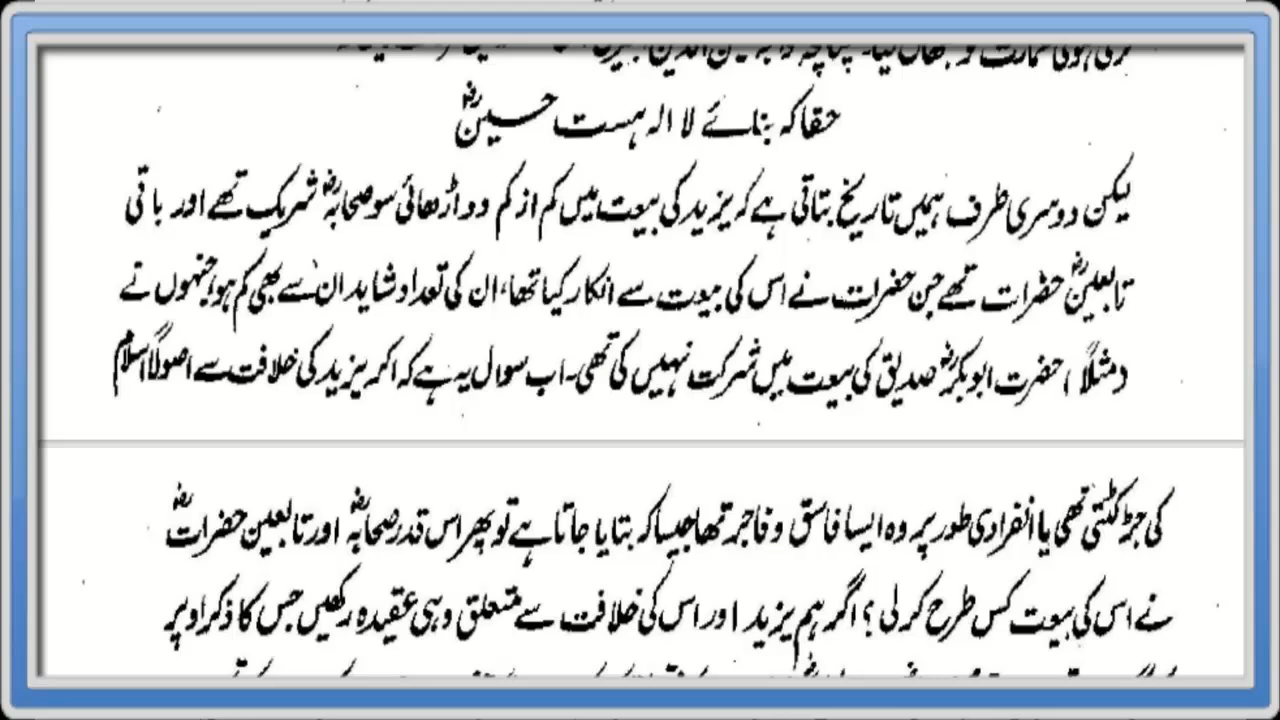 حقا کہ بنائے لا الہ ہست حسینؓ
لیکن دوسری طرف ہمیں تاریخ بتاتی ہے کہ یزید کی بیعت میں کم از کم دو اڑھائی سو صحابہؓ شریک تھے اور باقی
تابعینؓ حضرات تھے جن حضرات نے اس کی بیعت سے انکار کیا تھا، ان کی تعداد شاید ان سے بھی کم ہو، جنہوں نے
(مثلاً) حضرت ابوبکرؓ صدیق کی بیعت میں شرکت نہیں کی تھی۔ اب سوال یہ ہے کہ اگر یزید کی خلافت سے اصولاً اسلام
کی جڑ کٹتی تھی یا انفرادی طور پر وہ ایسا فاسق و فاجر تھا جیسا کہ بتایا جاتا ہے تو پھر اس قدر صحابہؓ اور تابعین حضراتؓ
نے اس کی بیعت کس طرح کر لی؟ اگر ہم یزید اور اس کی خلافت سے متعلق وہی عقیدہ رکھیں جس کا ذکر اوپر